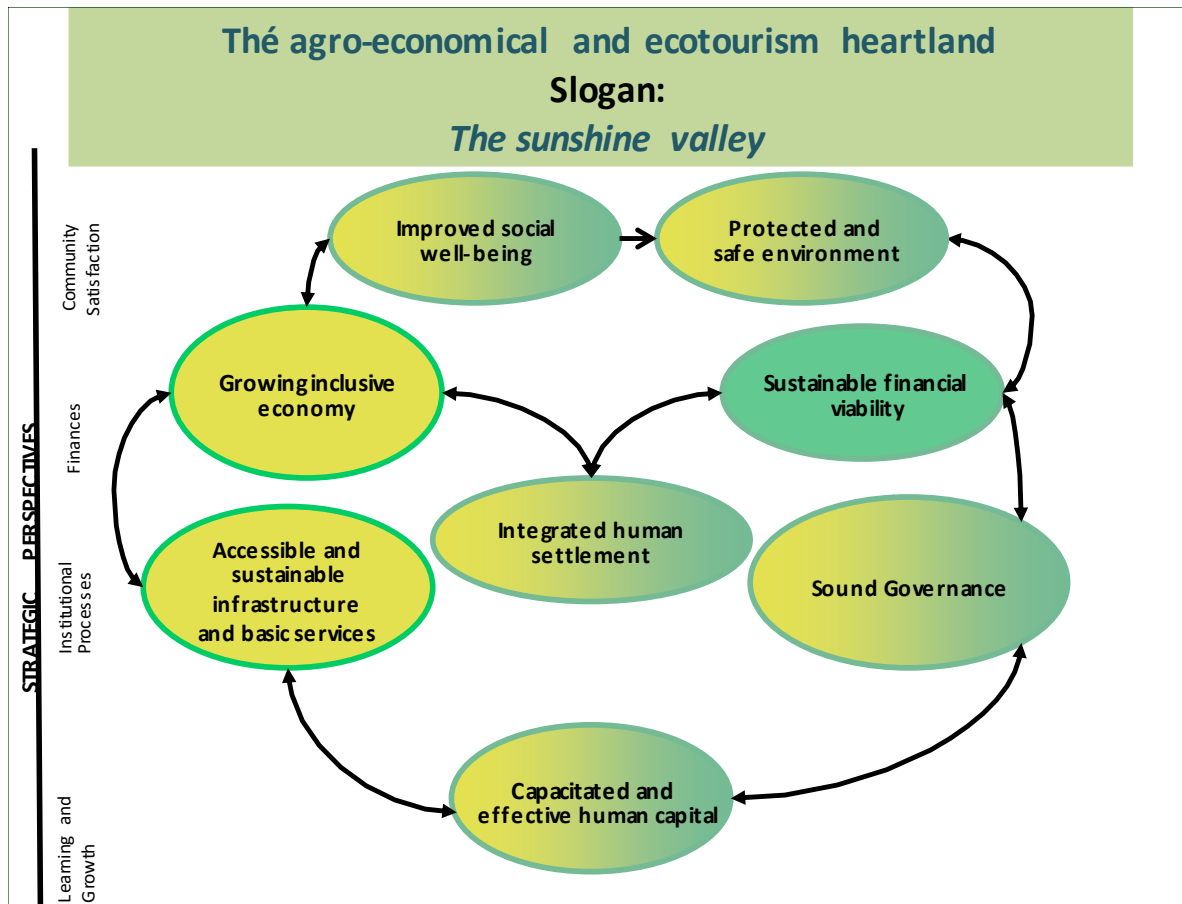 Thé agro-economical and ecotourism heartland
Slogan:
The sunshine valley
STRATEGIC PERSPECTIVES
Community
Satisfaction
Improved social
well-being
Protected and
safe environment
Finances
Growing inclusive
economy
Sustainable financial
viability
Institutional
Processes
Accessible and
sustainable
infrastructure
and basic services
Integrated human
settlement
Sound Governance
Learning and
Growth
Capacitated and
effective human capital